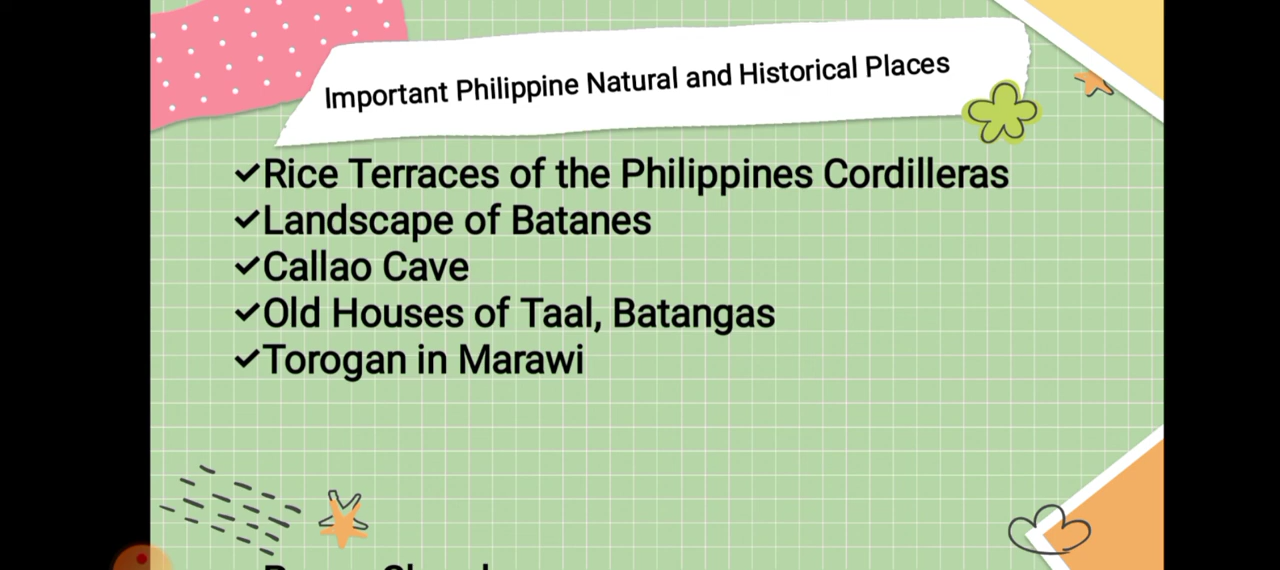 Important Philippine Natural and Historical Places
✓Rice Terraces of the Philippines Cordilleras
✓Landscape of Batanes
✓Callao Cave
✓Old Houses of Taal, Batangas
✓Torogan in Marawi